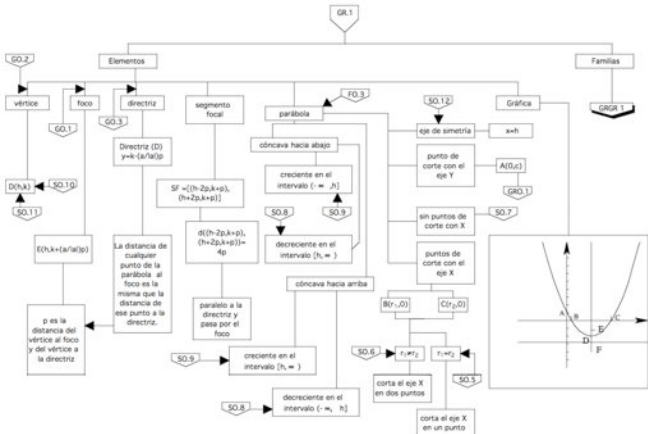 GR.1
GO.2
Elementos
Familias
vértice
foco
directriz
segmento
focal
parábola
FO.3
Gráfica
GRGR 1
GO.1
GO.3
SO.12
eje de simetría
x=h
Directriz (D)
y=k-(a/lal)p
cóncava hacia abajo
punto de
corte con el
eje Y
A(0,c)
GRO.1
D(h,k)
SO.10
SO.11
SF =[(h-2p,k+p),
(h+2p,k+p)]
creciente en el
intervalo (-∞ ,h]
SO.8
SO.9
sin puntos de
corte con X
SO.7
E(h,k+(a/lal)p)
La distancia de
cualquier
punto de la
parábola al
foco es la
misma que la
distancia de
ese punto a la
directriz.
d((h-2p,k+p),
(h+2p,k+p))=
4p
decreciente en el
intervalo [h,∞ )
puntos de
corte con el
eje X
cóncava hacia arriba
B(r₁,0)
C(r₂,0)
p es la
distancia del
vértice al foco
y del vértice a
la directriz
paralelo a la
directriz y
pasa por el
foco
SO.9
creciente en el
intervalo [h,∞ )
SO.6
r₁≠r₂
r₁=r₂
SO.5
corta el eje X
en dos puntos
SO.8
decreciente en el
intervalo (-∞, h]
corta el eje X
en un punto
A
B
C
E
D
F